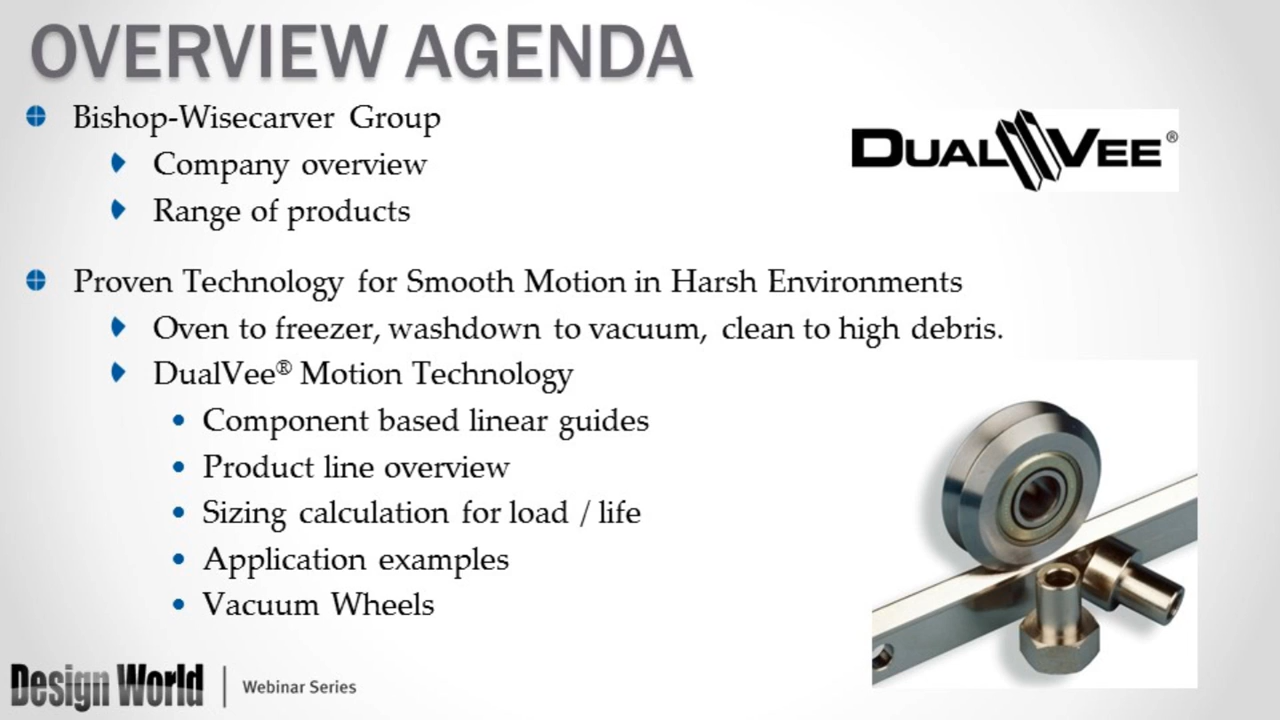 OVERVIEW AGENDA
Bishop-Wisecarver Group
Company overview
Range of products
DUALVEE®
Proven Technology for Smooth Motion in Harsh Environments
Oven to freezer, washdown to vacuum, clean to high debris.
DualVee® Motion Technology
Component based linear guides
Product line overview
Sizing calculation for load / life
Application examples
Vacuum Wheels
Design World
Webinar Series